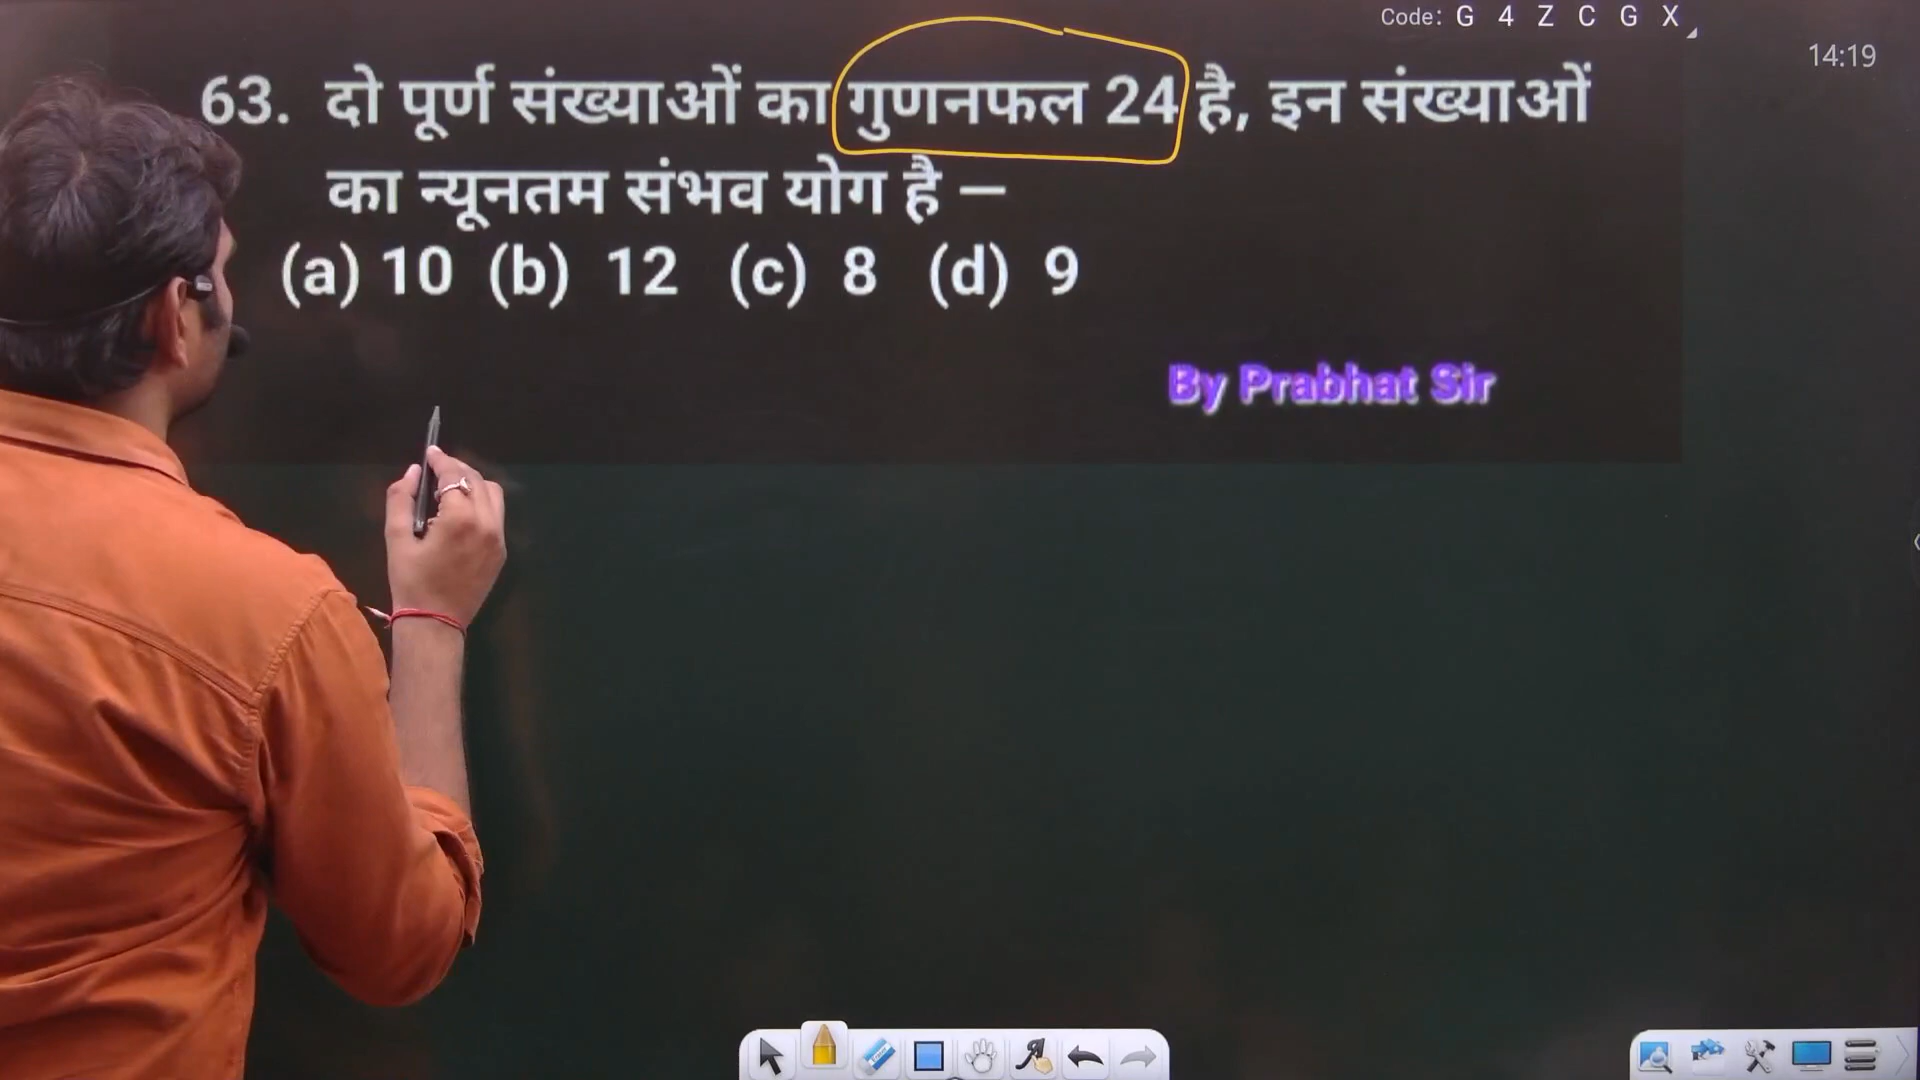 Code: G 4 Z C G X
14:19
63. दो पूर्ण संख्याओं का गुणनफल 24 है, इन संख्याओं
का न्यूनतम संभव योग है —
(a) 10 (b) 12 (c) 8 (d) 9
By Prabhat Sir